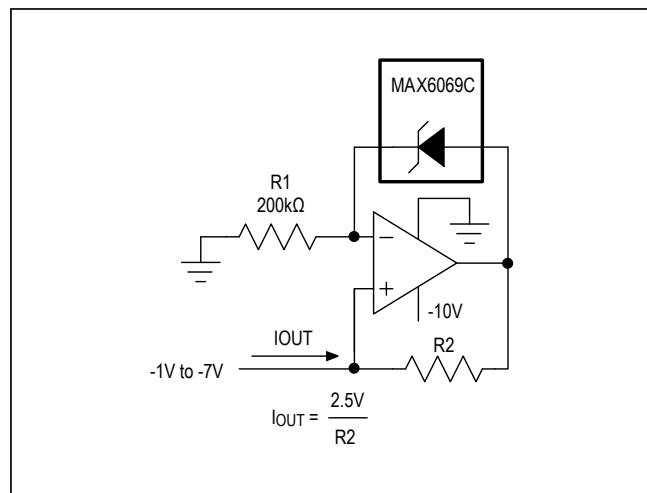 MAX6069C
R1
200kΩ
−
+
-10V
IOUT
R2
-1V to -7V
IOUT = 2.5V
R2